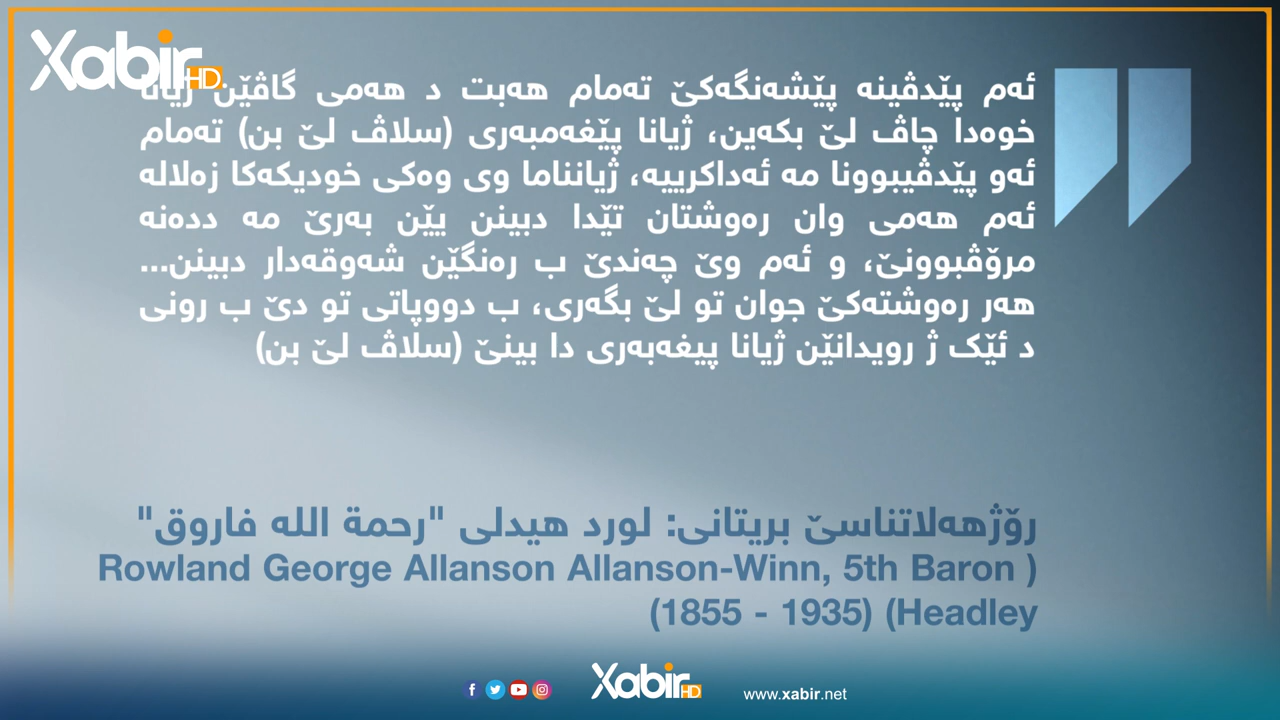 Xabir HD
ئەم پێدڤینە پێشەنگەکێ تەمام هەبت د هەمی گاڤێن ژیانا
خوەدا چاڤ لێ بکەین، ژیانا پێغەمبەری (سلاڤ لێ بن) تەمام
ئەو پێدڤیبوونا مە ئەداکرییە، ژیانناما وی وەکی خودیکەکا زەلالە
ئەم هەمی وان رەوشتان تێدا دبینن یێن بەرێ مە ددەنە
مرۆڤبوونێ، و ئەم وێ چەندێ ب رەنگێن شەوقەدار دبینن...
هەر رەوشتەکێ جوان تو لێ بگەری، ب دووپاتی تو دێ ب رونی
د ئێک ژ رویدانێن ژیانا پیغەبەری دا بینێ (سلاڤ لێ بن)
رۆژهەلاتناسێ بریتانی: لورد هیدلی "رحمة الله فاروق"
Rowland George Allanson Allanson-Winn, 5th Baron )
(1855 - 1935) (Headley
Xabir HD
www.xabir.net